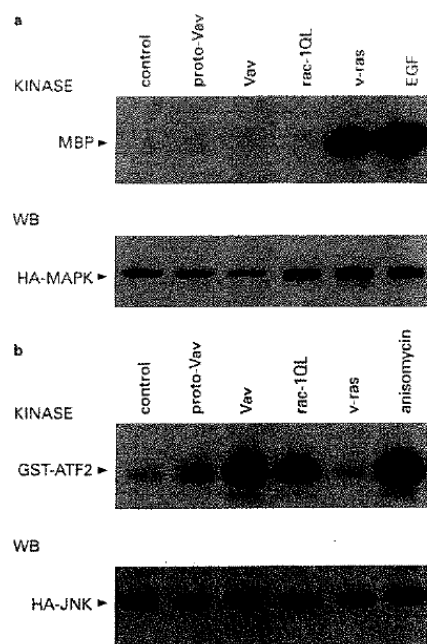 a
control
proto-Vav
Vav
rac-1QL
v-ras
EGF
KINASE
MBP
WB
HA-MAPK
b
control
proto-Vav
Vav
rac-1QL
v-ras
anisomycin
KINASE
GST-ATF2
WB
HA-JNK